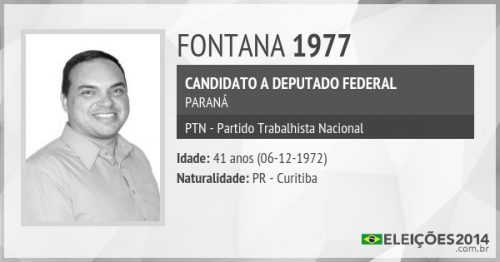 FONTANA 1977
CANDIDATO A DEPUTADO FEDERAL
PARANÁ
PTN - Partido Trabalhista Nacional
Idade: 41 anos (06-12-1972)
Naturalidade: PR - Curitiba
ELEIÇÕES2014
.com.br